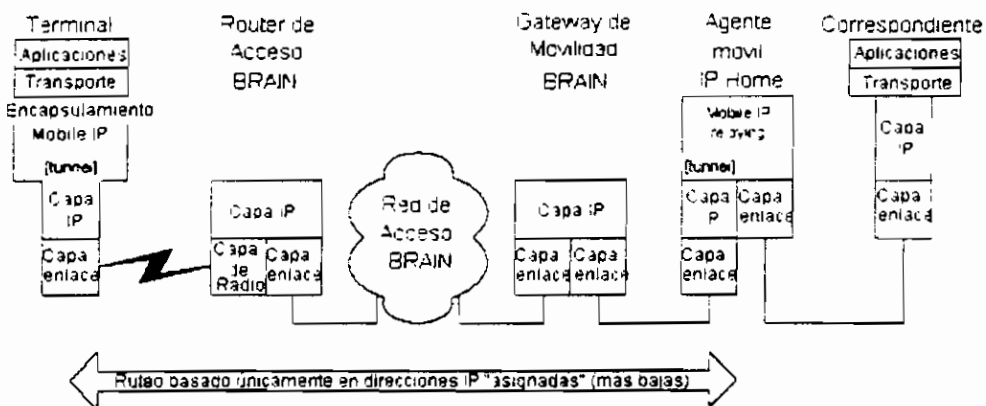 Terminal
Aplicaciones
Transporte
Encapsulamiento
Mobile IP
[tunnel]
Capa
IP
Capa
enlace
Router de
Acceso
BRAIN
Capa IP
Capa
de
Radio
Capa
enlace
Red de
Acceso
BRAIN
Gateway de
Movilidad
BRAIN
Capa IP
Capa
enlace
Capa
enlace
Agente
movil
IP Home
Mobile IP
relaying
[tunnel]
Capa
IP
Capa
enlace
Capa
enlace
Correspondiente
Aplicaciones
Transporte
Capa
IP
Capa
enlace
Ruteo basado únicamente en direcciones IP "asignadas" (mas bajas)